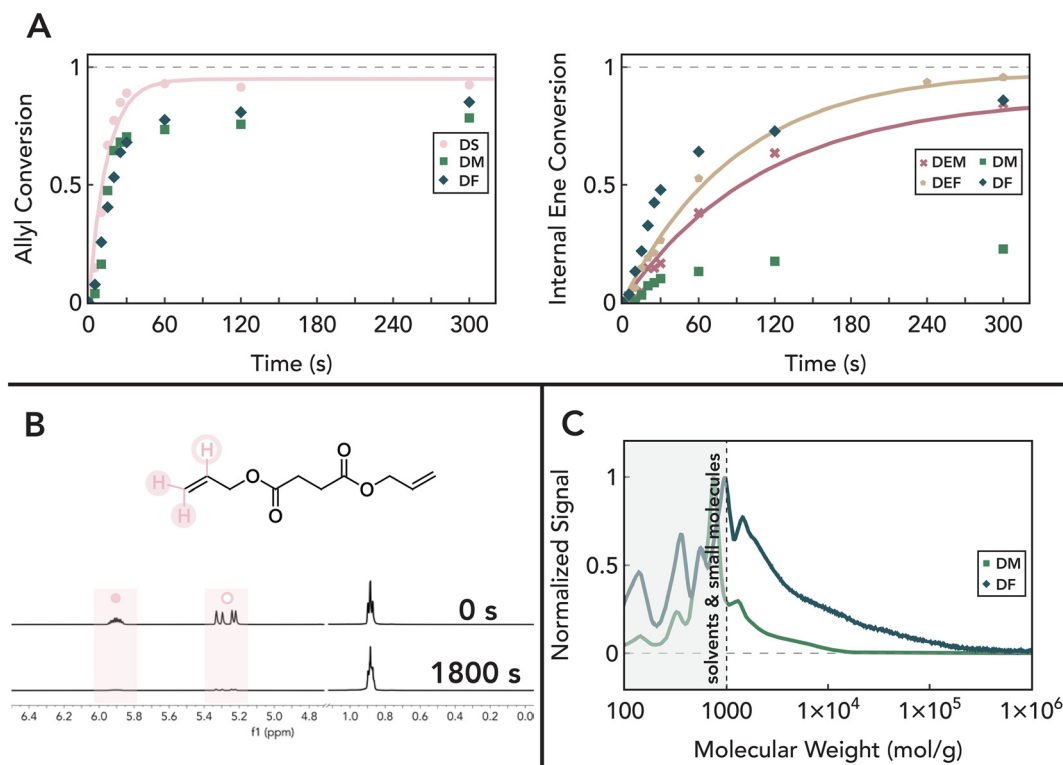 A
Allyl Conversion
1
0.5
0
0 60 120 180 240 300
Time (s)
DS
DM
DF
Internal Ene Conversion
1
0.5
0
0 60 120 180 240 300
Time (s)
DEM DM
DEF DF
B
H
H
H
O
O
O
O
0 s
1800 s
6.4 6.2 6.0 5.8 5.6 5.4 5.2 5.0 4.8 1.0 0.8 0.6 0.4 0.2 0.0
f1 (ppm)
C
Normalized Signal
1
0.5
0
solvents & small molecules
DM
DF
100 1000 1×10⁴ 1×10⁵ 1×10⁶
Molecular Weight (mol/g)